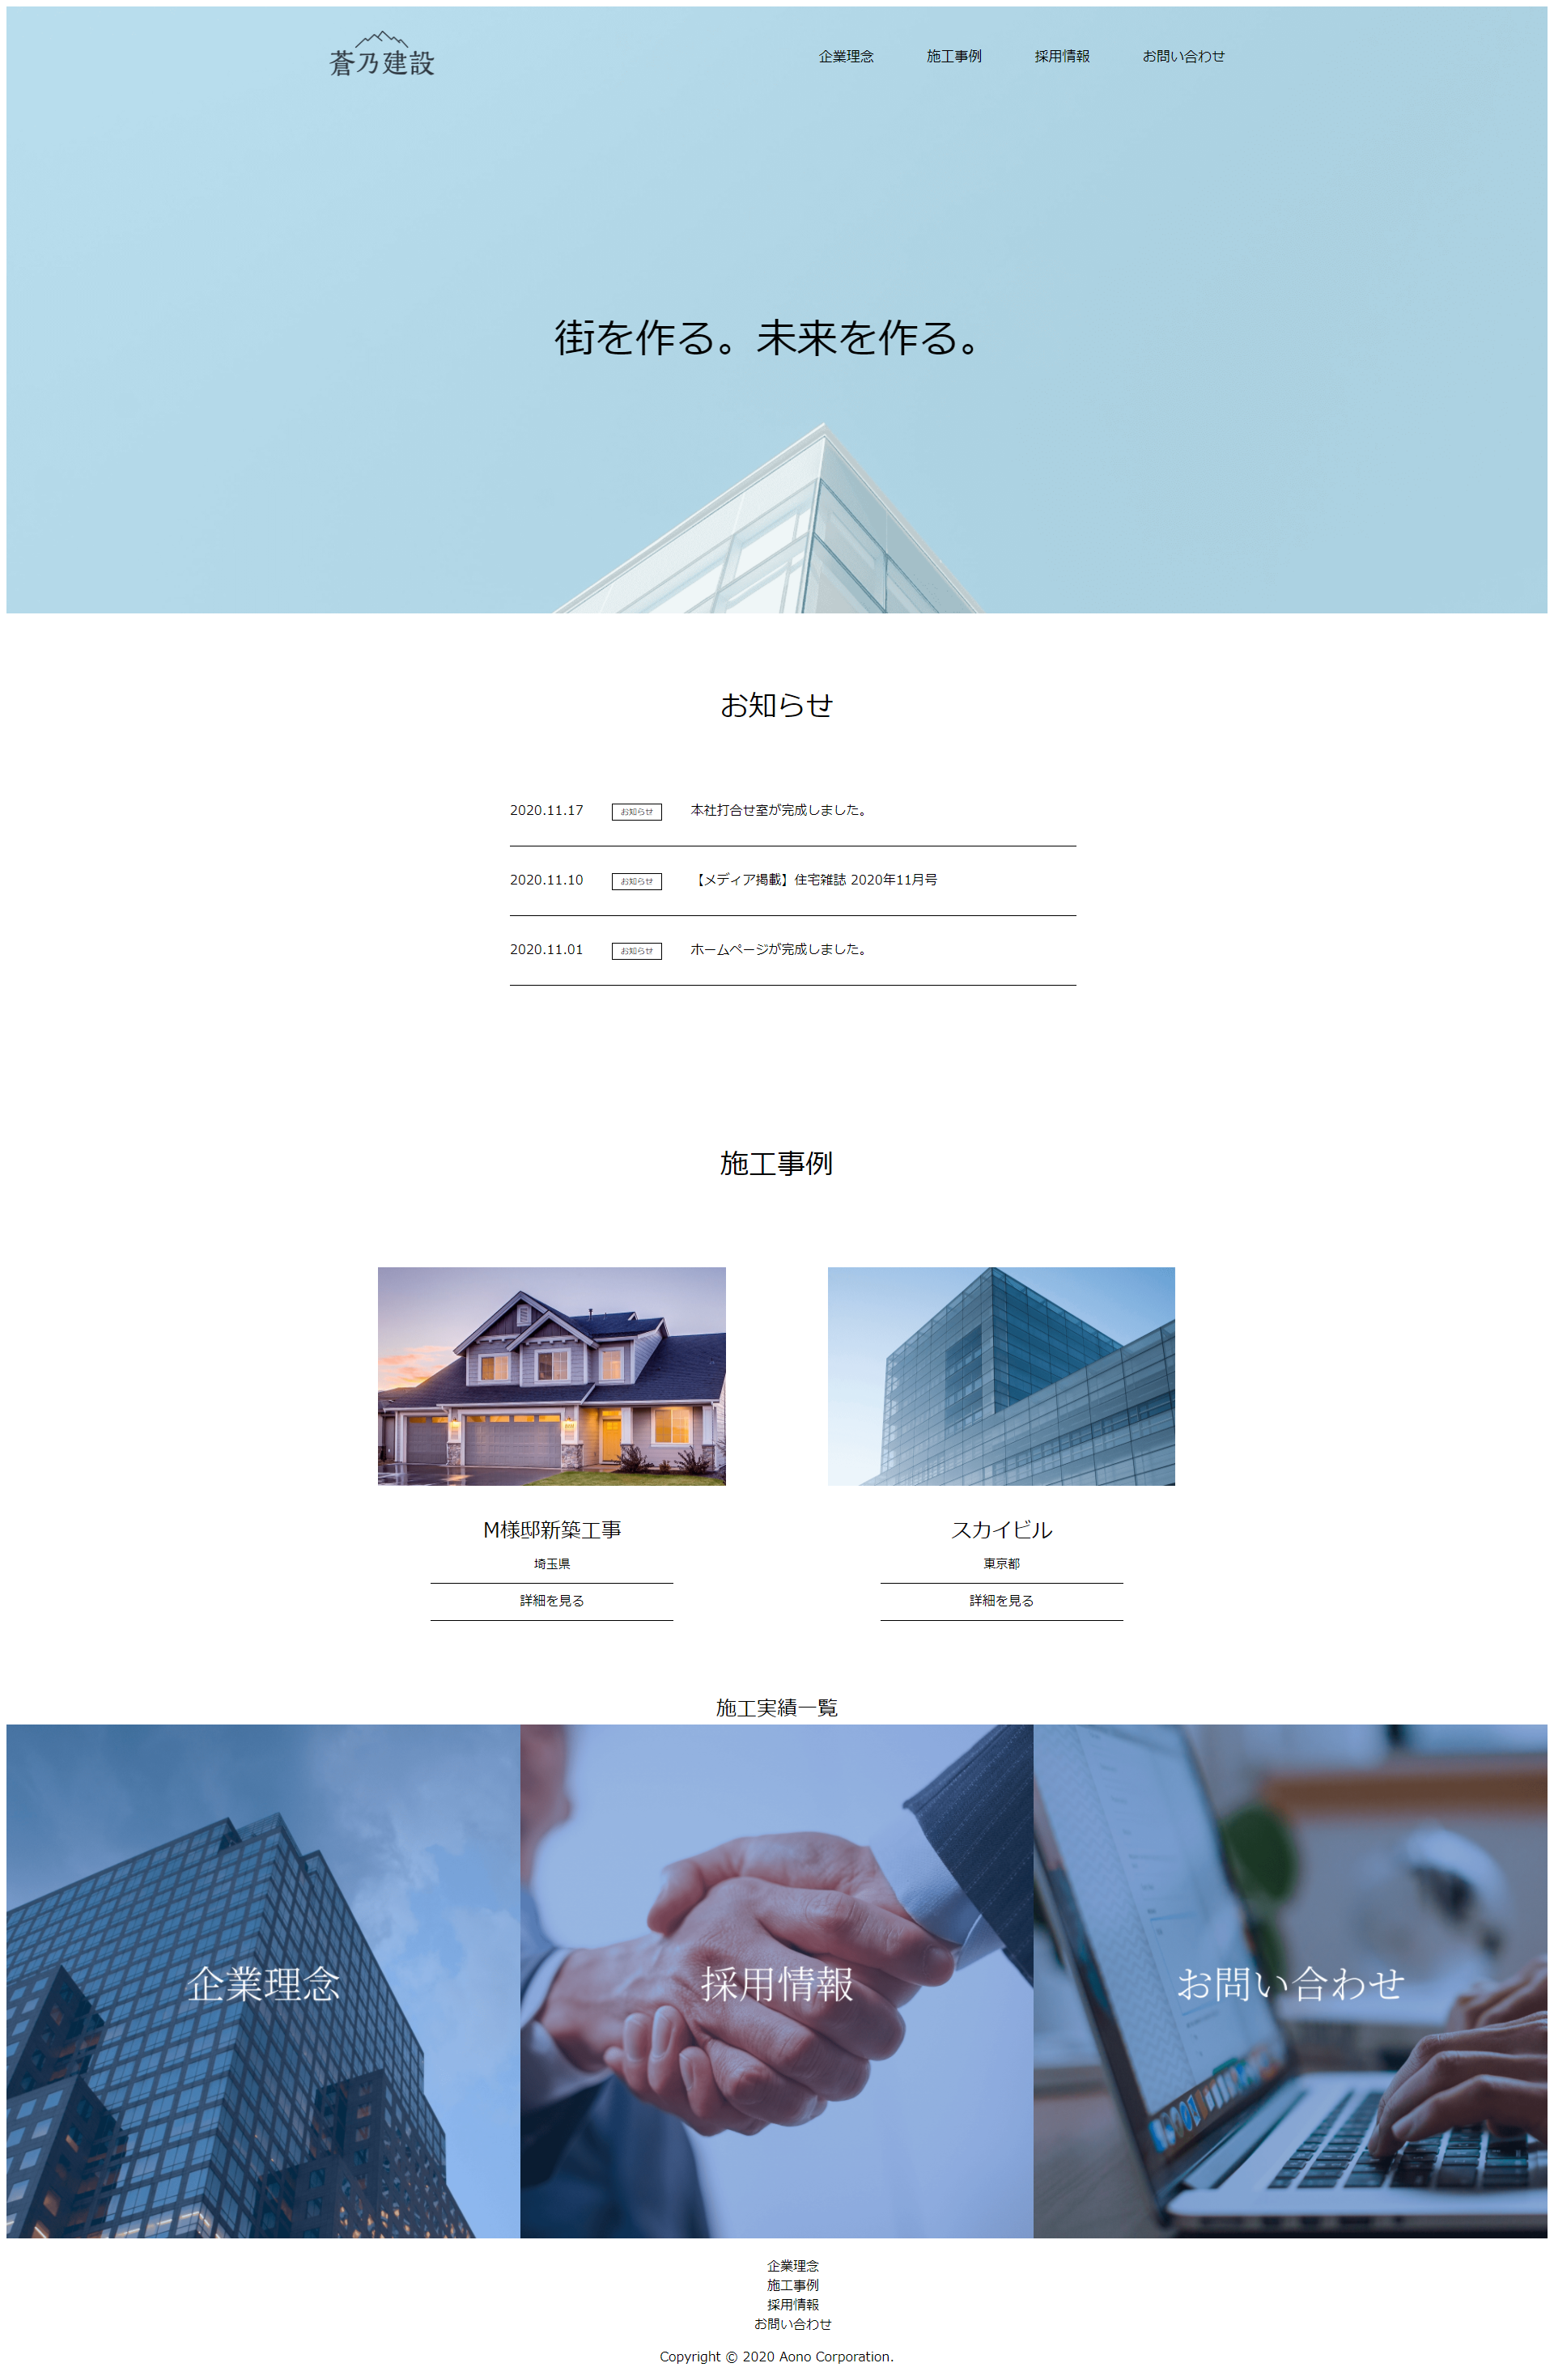 蒼乃建設
企業理念 施工事例 採用情報 お問い合わせ
街を作る。未来を作る。
お知らせ
2020.11.17 お知らせ 本社打合せ室が完成しました。
2020.11.10 お知らせ 【メディア掲載】住宅雑誌 2020年11月号
2020.11.01 お知らせ ホームページが完成しました。
施工事例
M様邸新築工事
埼玉県
詳細を見る
スカイビル
東京都
詳細を見る
施工実績一覧
企業理念
採用情報
お問い合わせ
企業理念
施工事例
採用情報
お問い合わせ
Copyright © 2020 Aono Corporation.